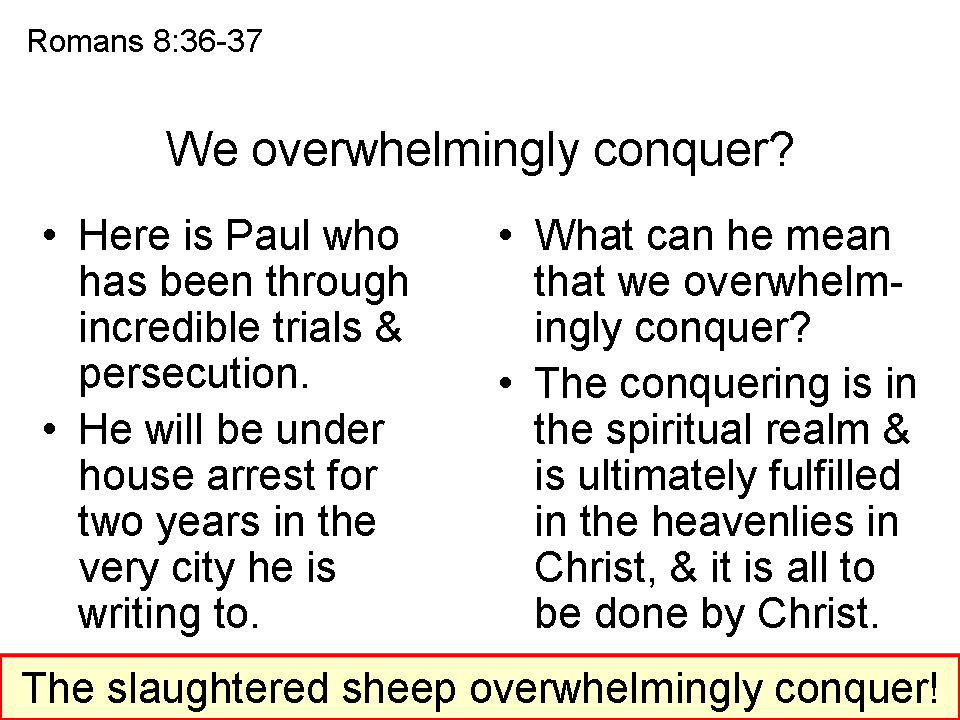 Romans 8:36-37
We overwhelmingly conquer?
• Here is Paul who
has been through
incredible trials &
persecution.
• He will be under
house arrest for
two years in the
very city he is
writing to.
• What can he mean
that we overwhelm-
ingly conquer?
• The conquering is in
the spiritual realm &
is ultimately fulfilled
in the heavenlies in
Christ, & it is all to
be done by Christ.
The slaughtered sheep overwhelmingly conquer!